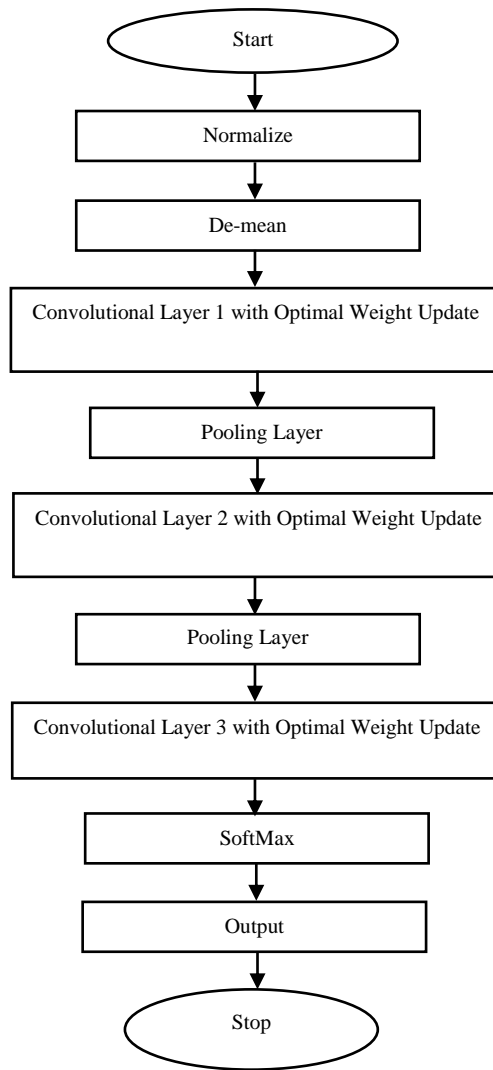 Start
Normalize
De-mean
Convolutional Layer 1 with Optimal Weight Update
Pooling Layer
Convolutional Layer 2 with Optimal Weight Update
Pooling Layer
Convolutional Layer 3 with Optimal Weight Update
SoftMax
Output
Stop